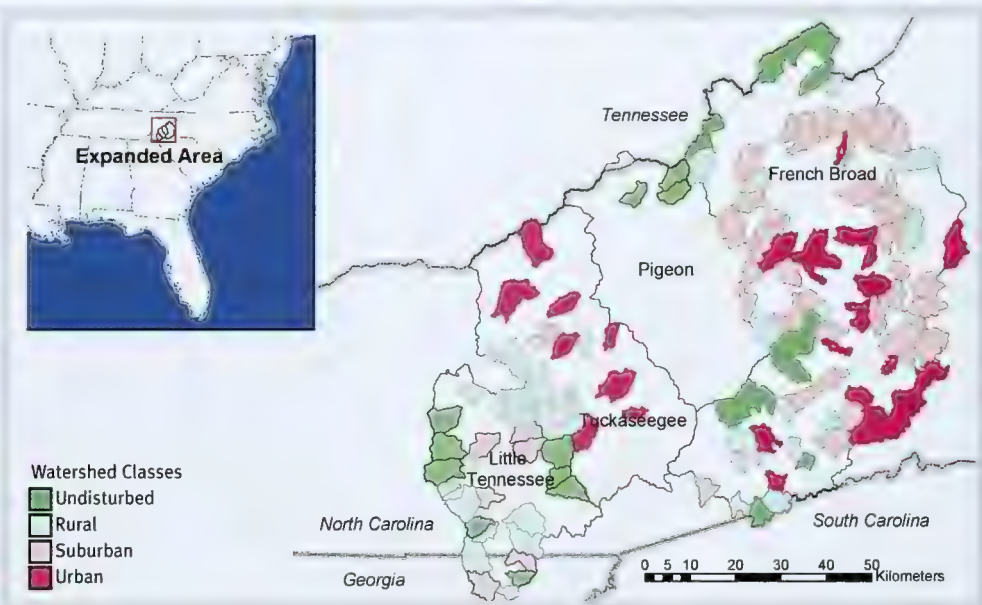 Expanded Area
Tennessee
French Broad
Pigeon
Tuckaseegee
Little
Tennessee
Watershed Classes
Undisturbed
Rural
Suburban
Urban
North Carolina
South Carolina
Georgia
0 5 10 20 30 40 50
Kilometers